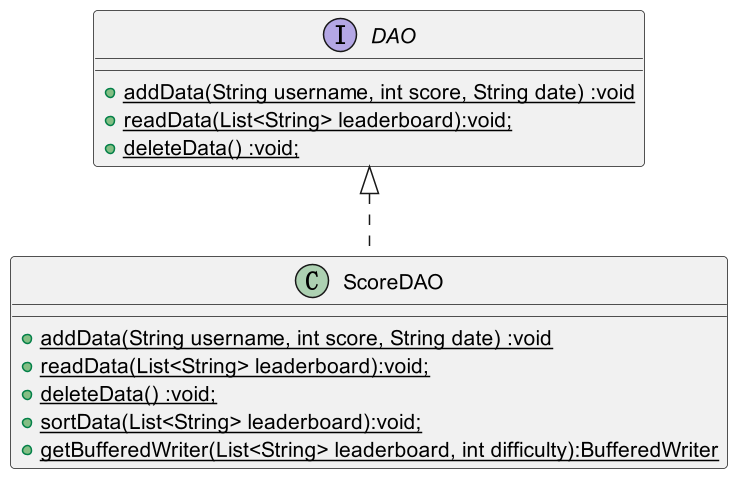 I DAO
addData(String username, int score, String date) :void
readData(List<String> leaderboard):void;
deleteData() :void;
C ScoreDAO
addData(String username, int score, String date) :void
readData(List<String> leaderboard):void;
deleteData() :void;
sortData(List<String> leaderboard):void;
getBufferedWriter(List<String> leaderboard, int difficulty):BufferedWriter